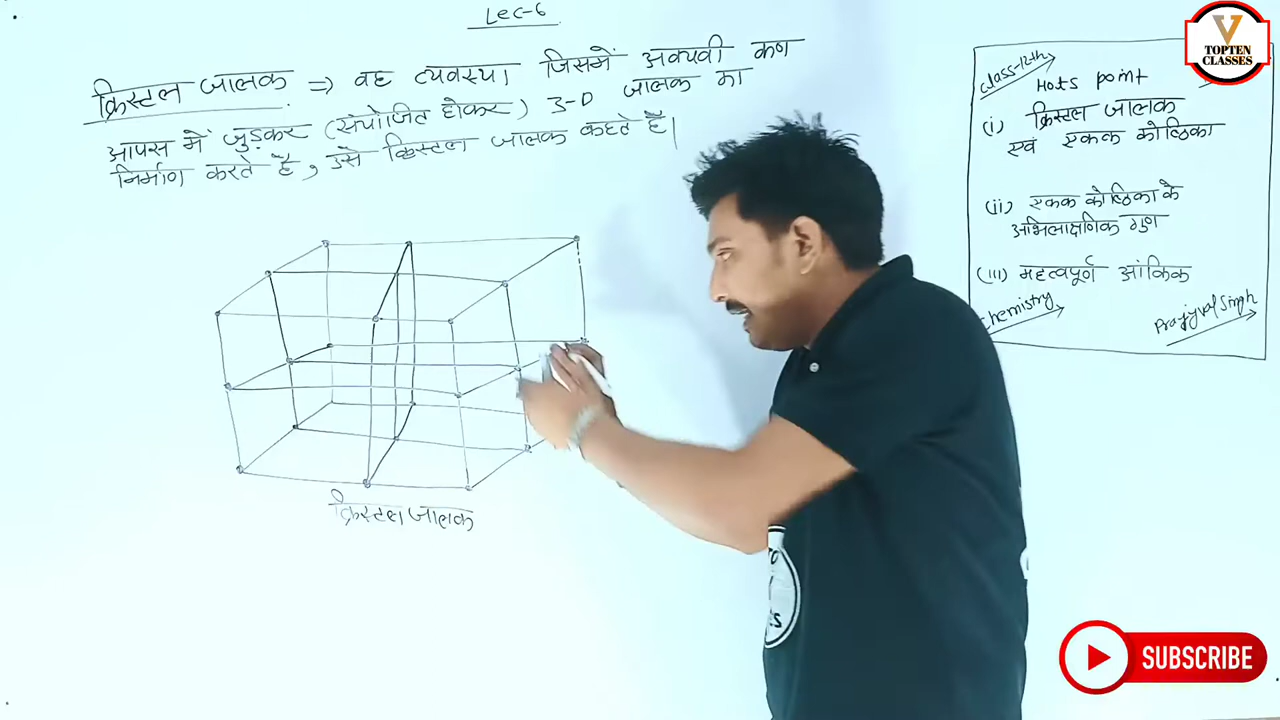 Lec-6
क्रिस्टल जालक ⇒ वह व्यवस्था जिसमें अवयवी कण
आपस में जुड़कर (संयोजित होकर) 3-D जालक का
निर्माण करते हैं, उसे क्रिस्टल जालक कहते हैं।
क्रिस्टल जालक
Class-12th
Hots point
(i) क्रिस्टल जालक
एवं एकक कोष्ठिका
(ii) एकक कोष्ठिका के
अभिलाक्षणिक गुण
(iii) महत्वपूर्ण आंकिक
Chemistry
Prajjwal Singh
V
TOPTEN
CLASSES
SUBSCRIBE